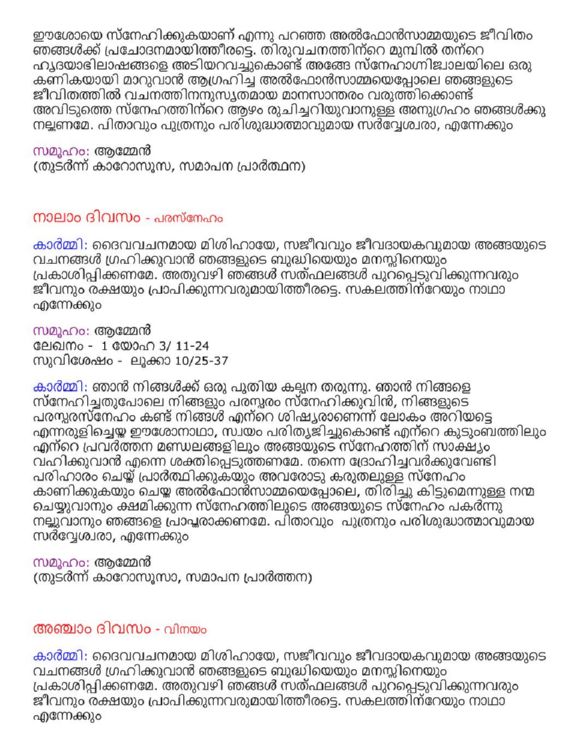 ഈശോയെ സ്നേഹിക്കുകയാണ് എന്നു പറഞ്ഞ അൽഫോൻസാമ്മയുടെ ജീവിതം
ഞങ്ങൾക്ക് പ്രചോദനമായിത്തീരട്ടെ. തിരുവചനത്തിന്റെ മുമ്പിൽ തന്റെ
ഹൃദയാഭിലാഷങ്ങളെ അടിയറവച്ചുകൊണ്ട് അങ്ങേ സ്നേഹാഗ്നിജ്വാലയിലെ ഒരു
കണികയായി മാറുവാൻ ആഗ്രഹിച്ച അൽഫോൻസാമ്മയെപ്പോലെ ഞങ്ങളുടെ
ജീവിതത്തിൽ വചനത്തിനനുസൃതമായ മാനസാന്തരം വരുത്തിക്കൊണ്ട്
അവിടുത്തെ സ്നേഹത്തിന്റെ ആഴം രുചിച്ചറിയുവാനുള്ള അനുഗ്രഹം ഞങ്ങൾക്കു
നല്കണമേ. പിതാവും പുത്രനും പരിശുദ്ധാത്മാവുമായ സർവ്വേശ്വരാ, എന്നേക്കും
സമൂഹം: ആമ്മേൻ
(തുടർന്ന് കാറോസൂസ, സമാപന പ്രാർത്ഥന)
നാലാം ദിവസം - പരസ്നേഹം
കാർമ്മി: ദൈവവചനമായ മിശിഹായേ, സജീവവും ജീവദായകവുമായ അങ്ങയുടെ
വചനങ്ങൾ ഗ്രഹിക്കുവാൻ ഞങ്ങളുടെ ബുദ്ധിയെയും മനസ്സിനെയും
പ്രകാശിപ്പിക്കണമേ. അതുവഴി ഞങ്ങൾ സത്ഫലങ്ങൾ പുറപ്പെടുവിക്കുന്നവരും
ജീവനും രക്ഷയും പ്രാപിക്കുന്നവരുമായിത്തീരട്ടെ. സകലത്തിന്റേയും നാഥാ
എന്നേക്കും
സമൂഹം: ആമ്മേൻ
ലേഖനം - 1 യോഹ 3/ 11-24
സുവിശേഷം - ലൂക്കാ 10/25-37
കാർമ്മി: ഞാൻ നിങ്ങൾക്ക് ഒരു പുതിയ കല്പന തരുന്നു. ഞാൻ നിങ്ങളെ
സ്നേഹിച്ചതുപോലെ നിങ്ങളും പരസ്പരം സ്നേഹിക്കുവിൻ, നിങ്ങളുടെ
പരസ്പരസ്നേഹം കണ്ട് നിങ്ങൾ എന്റെ ശിഷ്യരാണെന്ന് ലോകം അറിയട്ടെ
എന്നരുളിച്ചെയ്ത ഈശോനാഥാ, സ്വയം പരിത്യജിച്ചുകൊണ്ട് എന്റെ കുടുംബത്തിലും
എന്റെ പ്രവർത്തന മണ്ഡലങ്ങളിലും അങ്ങയുടെ സ്നേഹത്തിന് സാക്ഷ്യം
വഹിക്കുവാൻ എന്നെ ശക്തിപ്പെടുത്തണമേ. തന്നെ ദ്രോഹിച്ചവർക്കുവേണ്ടി
പരിഹാരം ചെയ്ത് പ്രാർത്ഥിക്കുകയും അവരോടു കരുതലുള്ള സ്നേഹം
കാണിക്കുകയും ചെയ്ത അൽഫോൻസാമ്മയെപ്പോലെ, തിരിച്ചു കിട്ടുമെന്നുള്ള നന്മ
ചെയ്യുവാനും ക്ഷമിക്കുന്ന സ്നേഹത്തിലൂടെ അങ്ങയുടെ സ്നേഹം പകർന്നു
നല്കുവാനും ഞങ്ങളെ പ്രാപ്തരാക്കണമേ. പിതാവും പുത്രനും പരിശുദ്ധാത്മാവുമായ
സർവ്വേശ്വരാ, എന്നേക്കും
സമൂഹം: ആമ്മേൻ
(തുടർന്ന് കാറോസൂസാ, സമാപന പ്രാർത്തന)
അഞ്ചാം ദിവസം - വിനയം
കാർമ്മി: ദൈവവചനമായ മിശിഹായേ, സജീവവും ജീവദായകവുമായ അങ്ങയുടെ
വചനങ്ങൾ ഗ്രഹിക്കുവാൻ ഞങ്ങളുടെ ബുദ്ധിയെയും മനസ്സിനെയും
പ്രകാശിപ്പിക്കണമേ. അതുവഴി ഞങ്ങൾ സത്ഫലങ്ങൾ പുറപ്പെടുവിക്കുന്നവരും
ജീവനും രക്ഷയും പ്രാപിക്കുന്നവരുമായിത്തീരട്ടെ. സകലത്തിന്റേയും നാഥാ
എന്നേക്കും